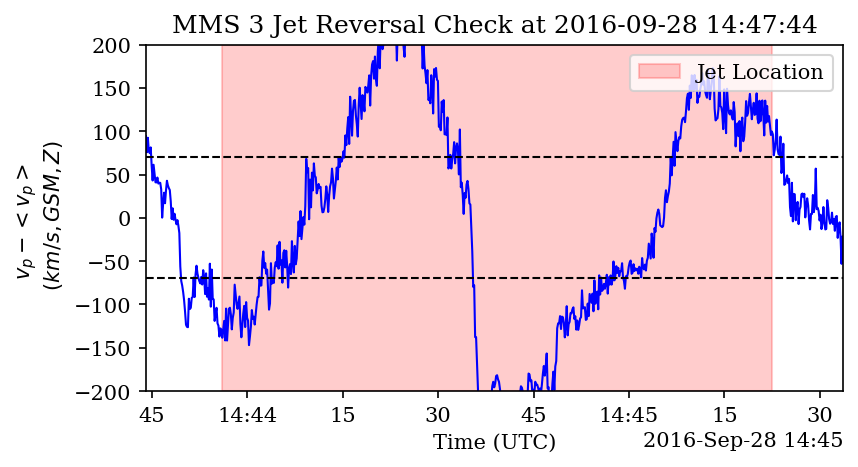 MMS 3 Jet Reversal Check at 2016-09-28 14:47:44
Jet Location
v_p − < v_p >
(km/s, GSM, Z)
200
150
100
50
0
−50
−100
−150
−200
45
14:44
15
30
45
14:45
15
30
Time (UTC)
2016-Sep-28 14:45